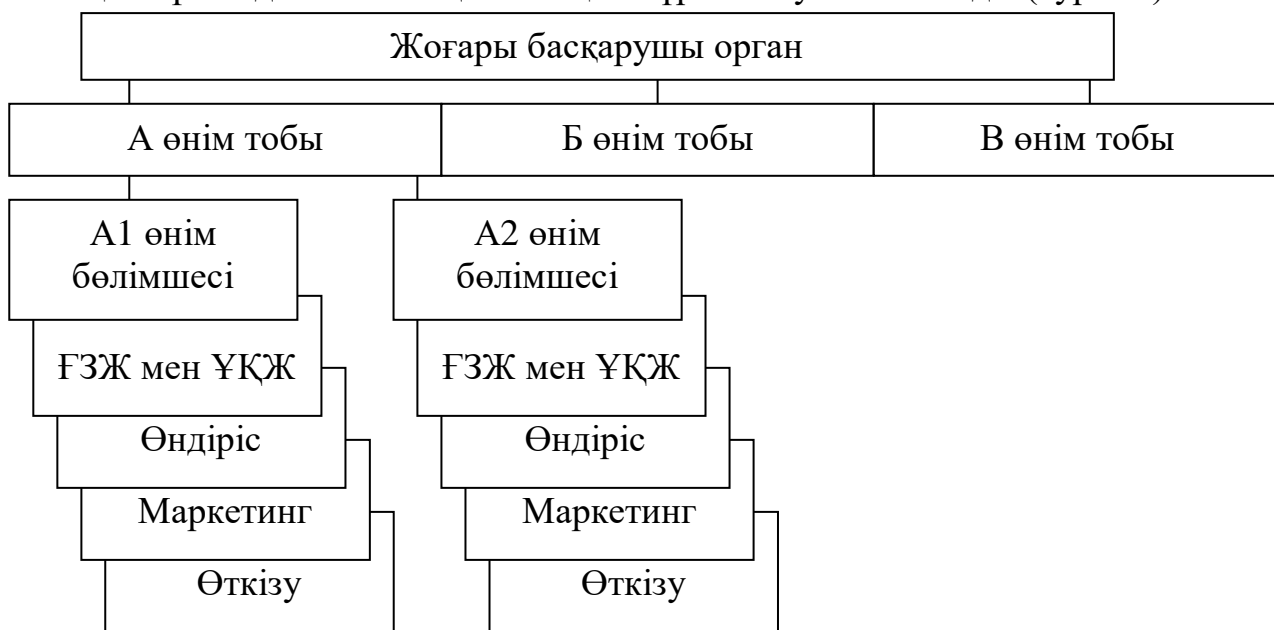 Жоғары басқарушы орган
А өнім тобы
Б өнім тобы
В өнім тобы
А1 өнім
бөлімшесі
ҒЗЖ мен ҰҚЖ
Өндіріс
Маркетинг
Өткізу
А2 өнім
бөлімшесі
ҒЗЖ мен ҰҚЖ
Өндіріс
Маркетинг
Өткізу